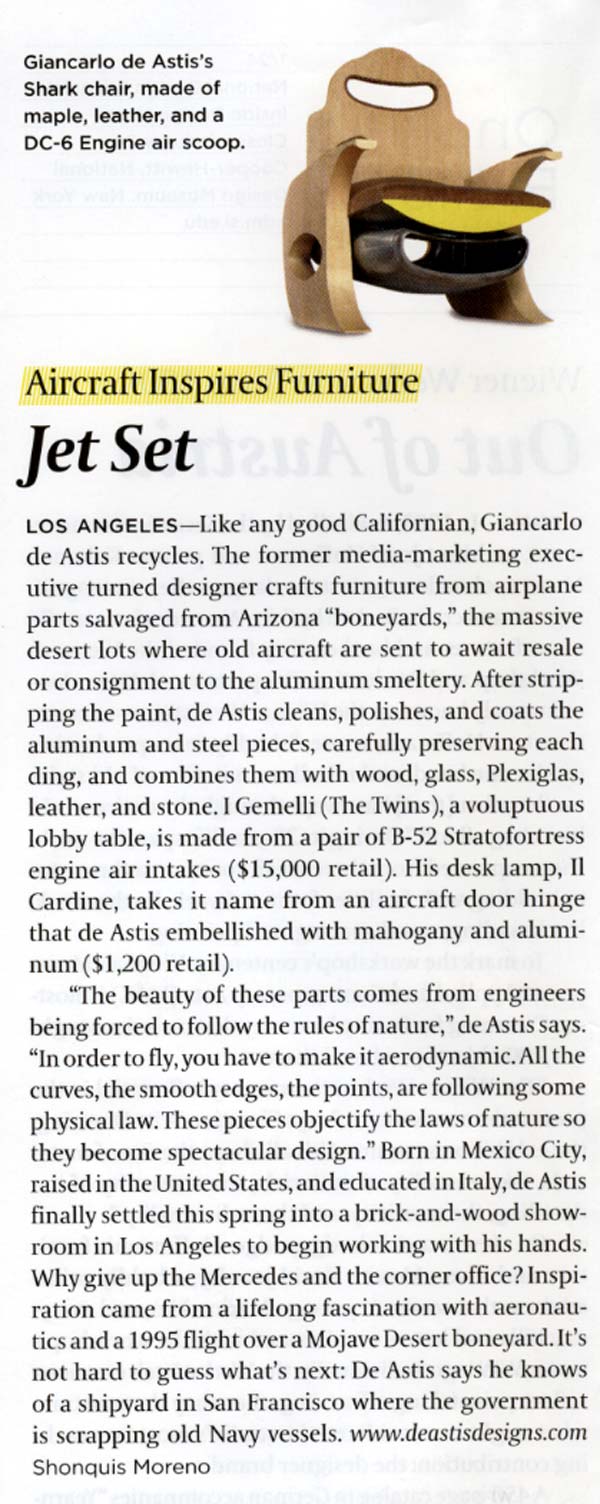 Giancarlo de Astis's
Shark chair, made of
maple, leather, and a
DC-6 Engine air scoop.
Aircraft Inspires Furniture
Jet Set
LOS ANGELES—Like any good Californian, Giancarlo
de Astis recycles. The former media-marketing exec-
utive turned designer crafts furniture from airplane
parts salvaged from Arizona “boneyards,” the massive
desert lots where old aircraft are sent to await resale
or consignment to the aluminum smeltery. After strip-
ping the paint, de Astis cleans, polishes, and coats the
aluminum and steel pieces, carefully preserving each
ding, and combines them with wood, glass, Plexiglas,
leather, and stone. I Gemelli (The Twins), a voluptuous
lobby table, is made from a pair of B-52 Stratofortress
engine air intakes ($15,000 retail). His desk lamp, Il
Cardine, takes it name from an aircraft door hinge
that de Astis embellished with mahogany and alumi-
num ($1,200 retail).
“The beauty of these parts comes from engineers
being forced to follow the rules of nature,” de Astis says.
“In order to fly, you have to make it aerodynamic. All the
curves, the smooth edges, the points, are following some
physical law. These pieces objectify the laws of nature so
they become spectacular design.” Born in Mexico City,
raised in the United States, and educated in Italy, de Astis
finally settled this spring into a brick-and-wood show-
room in Los Angeles to begin working with his hands.
Why give up the Mercedes and the corner office? Inspi-
ration came from a lifelong fascination with aeronau-
tics and a 1995 flight over a Mojave Desert boneyard. It's
not hard to guess what's next: De Astis says he knows
of a shipyard in San Francisco where the government
is scrapping old Navy vessels. www.deastisdesigns.com
Shonquis Moreno